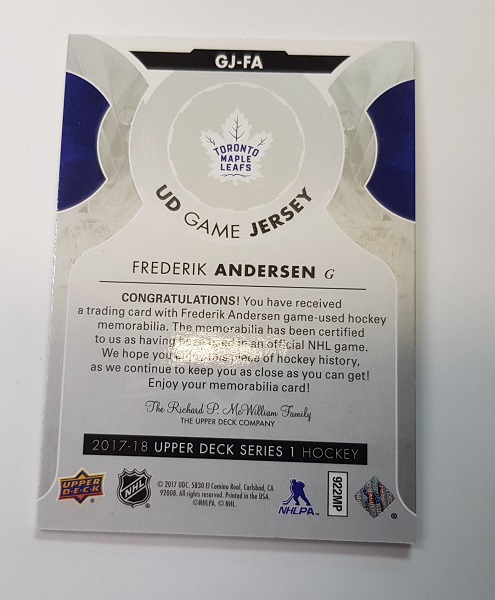 GJ-FA
TORONTO
MAPLE
LEAFS
UD GAME JERSEY
FREDERIK ANDERSEN G
CONGRATULATIONS! You have received
a trading card with Frederik Andersen game-used hockey
memorabilia. The memorabilia has been certified
to us as having been used in an official NHL game.
We hope you enjoy this piece of hockey history,
as we continue to keep you as close as you can get!
Enjoy your memorabilia card!
The Richard P. McWilliam Family
THE UPPER DECK COMPANY
2017-18 UPPER DECK SERIES 1 HOCKEY
UPPER
DECK
NHL
© 2017 UDC. 5830 El Camino Real, Carlsbad, CA
92008. All rights reserved. Printed in the USA.
©NHLPA. © NHL.
NHLPA
922MP